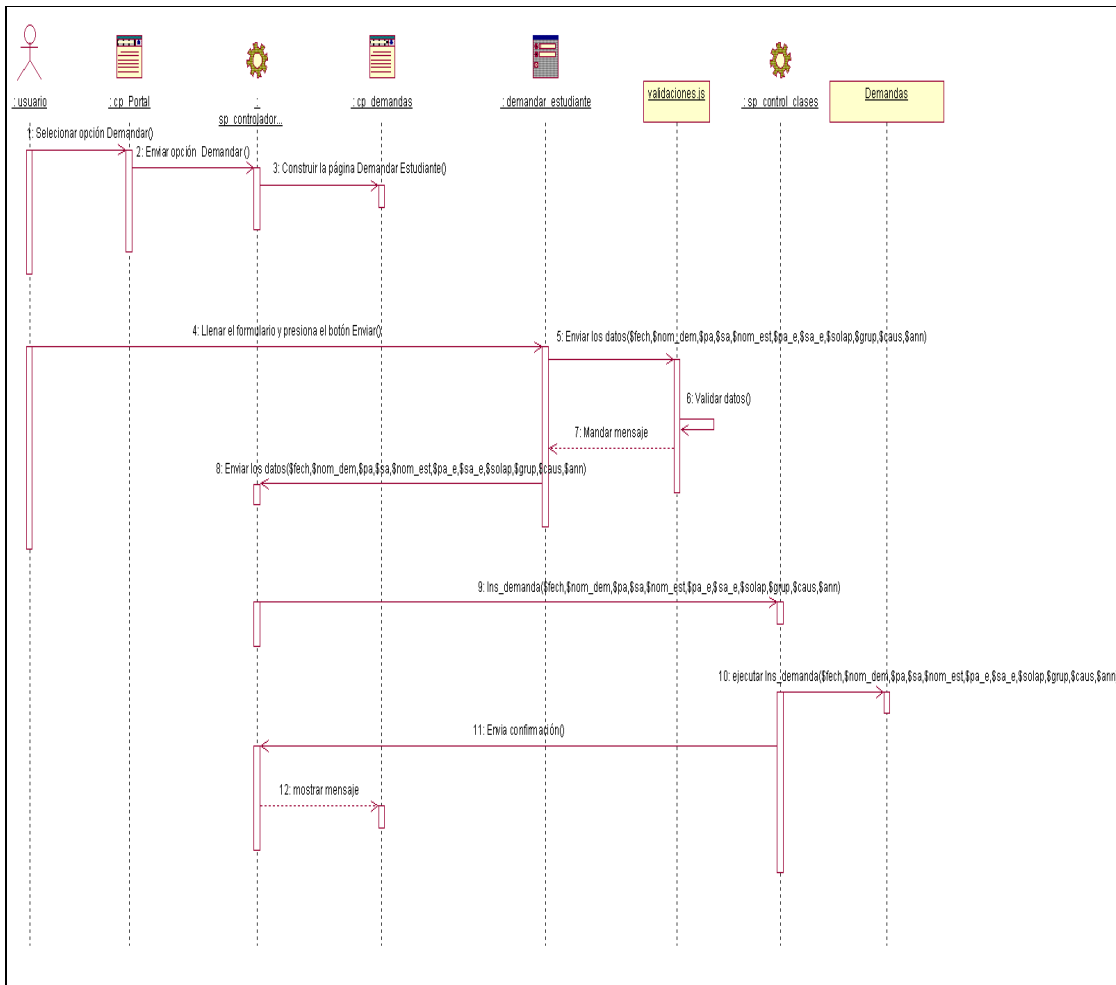 : usuario
: cp_Portal
:
sp_controlador...
: cp_demandas
: demandar_estudiante
validaciones.js
: sp_control_clases
Demandas
1: Selecionar opción Demandar()
2: Enviar opción Demandar()
3: Construir la página Demandar Estudiante()
4: Llenar el formulario y presiona el botón Enviar()
5: Enviar los datos($fech,$nom_dem,$pa,$sa,$nom_est,$pa_e,$sa_e,$solap,$grup,$caus,$ann)
6: Validar datos()
7: Mandar mensaje
8: Enviar los datos($fech,$nom_dem,$pa,$sa,$nom_est,$pa_e,$sa_e,$solap,$grup,$caus,$ann)
9: Ins_demanda($fech,$nom_dem,$pa,$sa,$nom_est,$pa_e,$sa_e,$solap,$grup,$caus,$ann)
10: ejecutar Ins_demanda($fech,$nom_dem,$pa,$sa,$nom_est,$pa_e,$sa_e,$solap,$grup,$caus,$ann
11: Envia confirmación()
12: mostrar mensaje